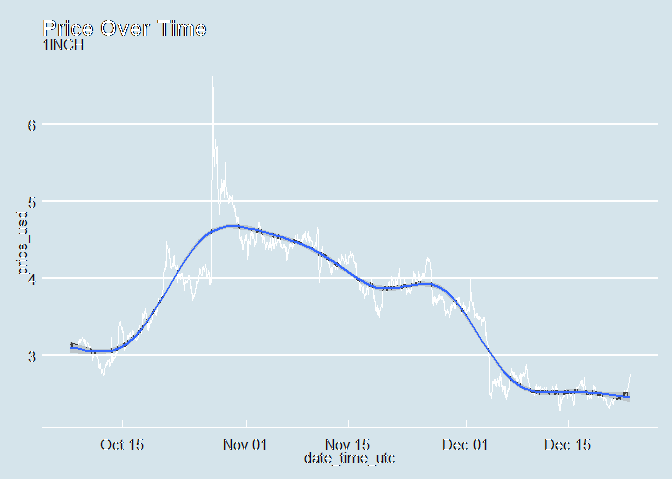 Price Over Time
1INCH
6
5
4
3
price_usd
Oct 15 Nov 01 Nov 15 Dec 01 Dec 15
date_time_utc